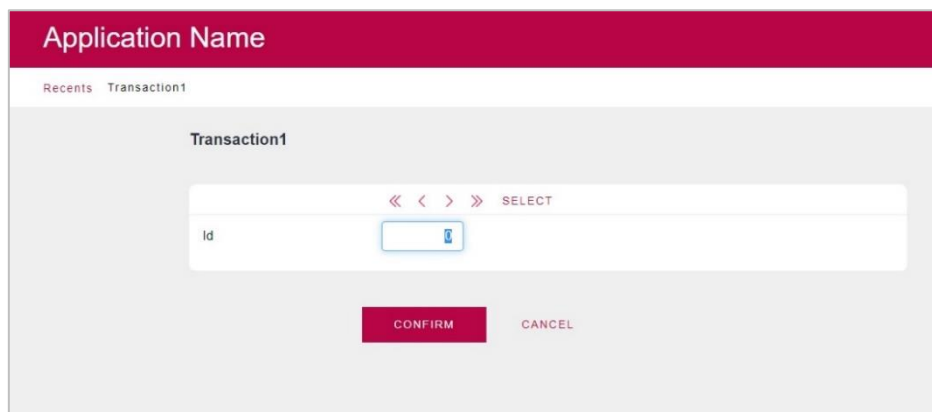 Application Name
Recents Transaction1
Transaction1
« < > » SELECT
Id 0
CONFIRM CANCEL